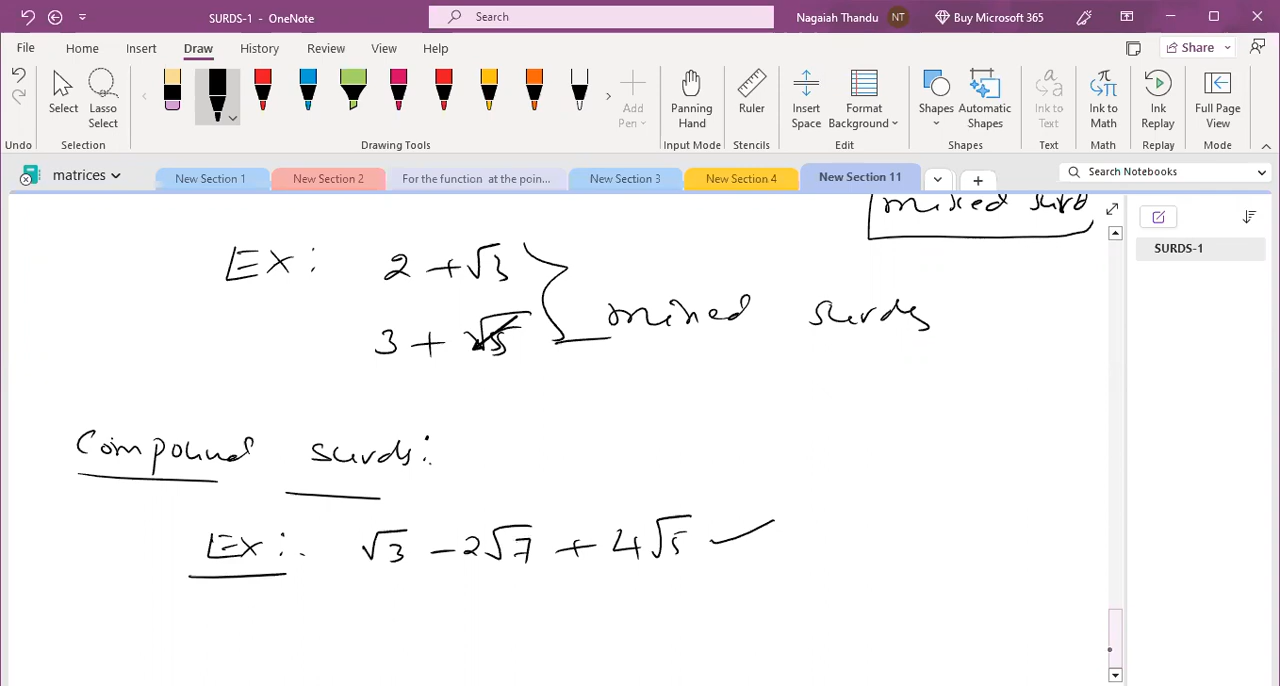 SURDS-1 - OneNote
Search
Nagaiah Thandu NT
Buy Microsoft 365
File Home Insert Draw History Review View Help Share
Select
Lasso Select
Add Pen
Panning Hand
Ruler
Insert Space
Format Background
Shapes
Automatic Shapes
Ink to Text
Ink to Math
Ink Replay
Full Page View
Undo Selection Drawing Tools Input Mode Stencils Edit Shapes Text Math Replay Mode
matrices New Section 1 New Section 2 For the function at the poin... New Section 3 New Section 4 New Section 11 Search Notebooks
SURDS-1
mixed surd
EX: 2 + √3
3 + √5
mixed surds
Compound surds:
EX: √3 - 2√7 + 4√5